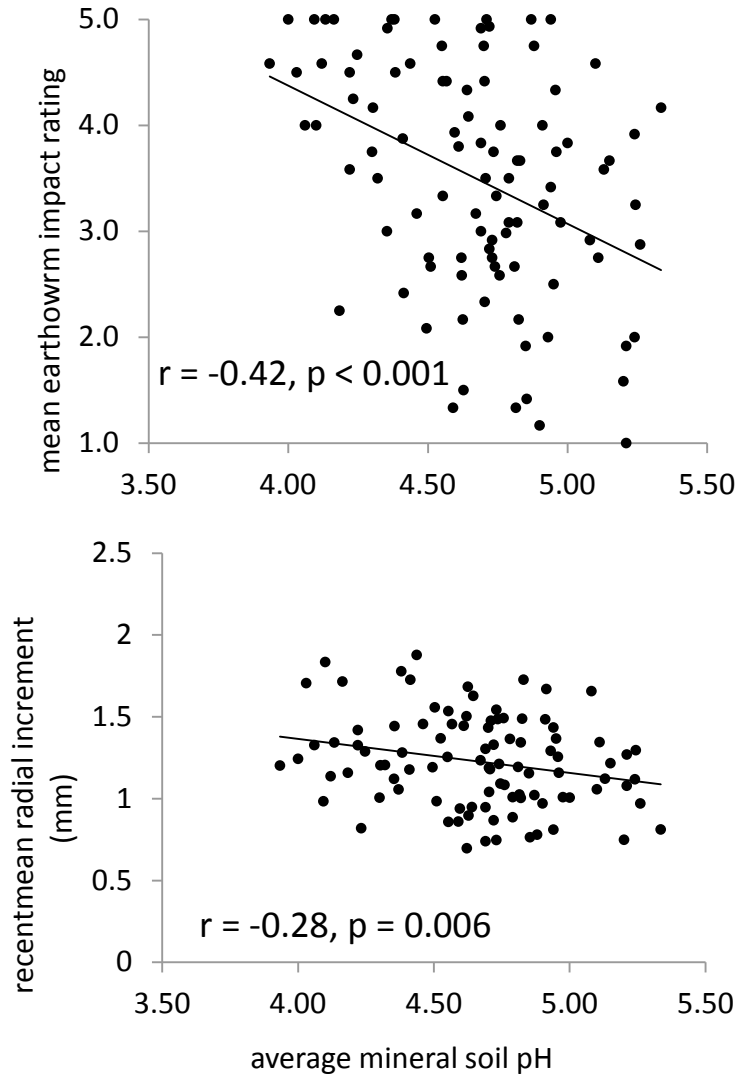 mean earthowrm impact rating
5.0
4.0
3.0
2.0
1.0
r = -0.42, p < 0.001
3.50 4.00 4.50 5.00 5.50
recentmean radial increment
(mm)
2.5
2
1.5
1
0.5
0
r = -0.28, p = 0.006
3.50 4.00 4.50 5.00 5.50
average mineral soil pH